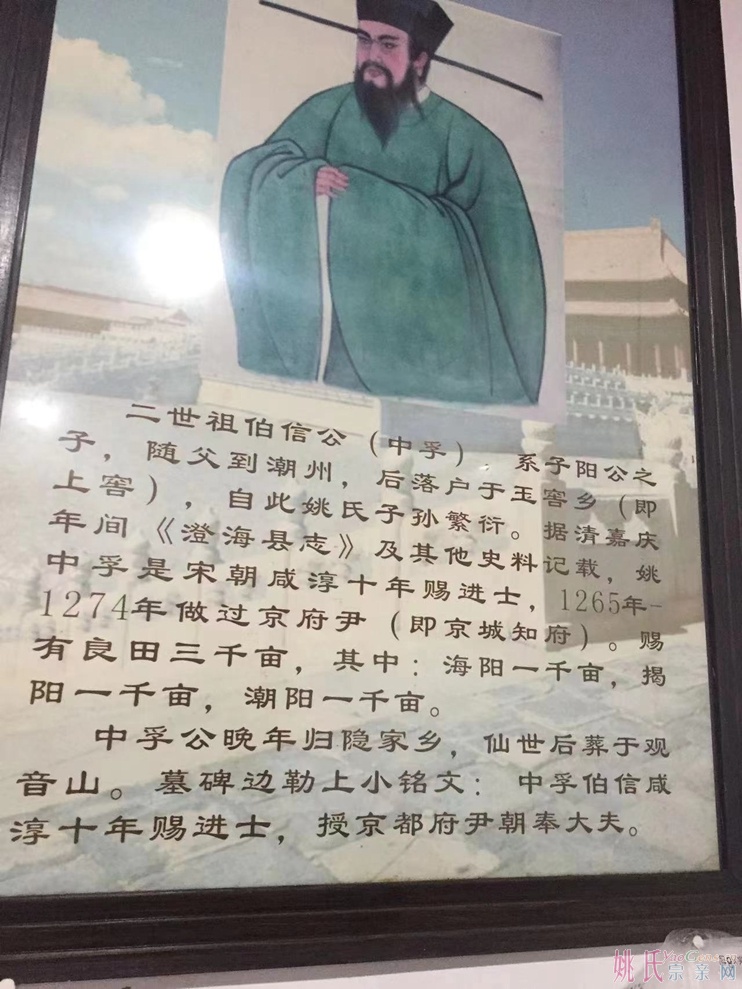 二世祖伯信公（中孚），系子阳公之
子，随父到潮州，后落户于玉窖乡（即
上窖），自此姚氏子孙繁衍。据清嘉庆
年间《澄海县志》及其他史料记载，姚
中孚是宋朝咸淳十年赐进士，1265年-
1274年做过京府尹（即京城知府）。赐
有良田三千亩，其中：海阳一千亩，揭
阳一千亩，潮阳一千亩。
中孚公晚年归隐家乡，仙世后葬于观
音山。墓碑边勒上小铭文：中孚伯信咸
淳十年赐进士，授京都府尹朝奉大夫。
姚氏宗亲网